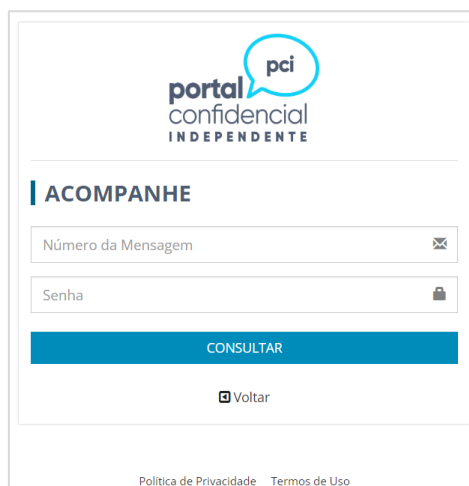 pci
portal
confidencial
INDEPENDENTE
ACOMPANHE
Número da Mensagem
Senha
CONSULTAR
Voltar
Política de Privacidade Termos de Uso